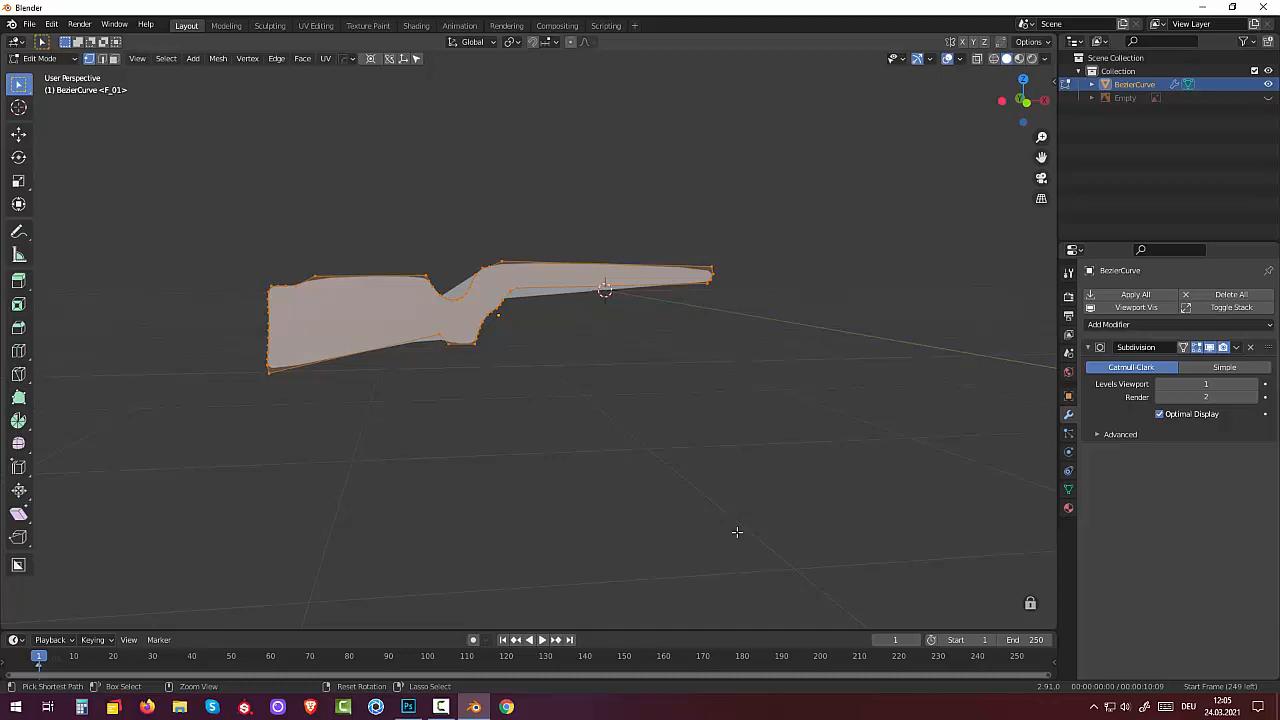 Blender
File Edit Render Window Help
Layout Modeling Sculpting UV Editing Texture Paint Shading Animation Rendering Compositing Scripting +
Scene View Layer
Global X Y Z Options
Edit Mode View Select Add Mesh Vertex Edge Face UV
User Perspective
(1) BezierCurve <F_01>
Z
X
Y
Scene Collection
Collection
BezierCurve
Empty
BezierCurve
Apply All Delete All
Viewport Vis Toggle Stack
Add Modifier
Subdivision
Catmull-Clark Simple
Levels Viewport 1
Render 2
Optimal Display
Advanced
Playback Keying View Marker 1 Start 1 End 250
1 10 20 30 40 50 60 70 80 90 100 110 120 130 140 150 160 170 180 190 200 210 220 230 240 250
Pick Shortest Path Box Select Zoom View Reset Rotation Lasso Select 2.91.0 00:00:00:00 / 00:00:10:09 Start Frame (249 left)
DEU 12:05
24.03.2021